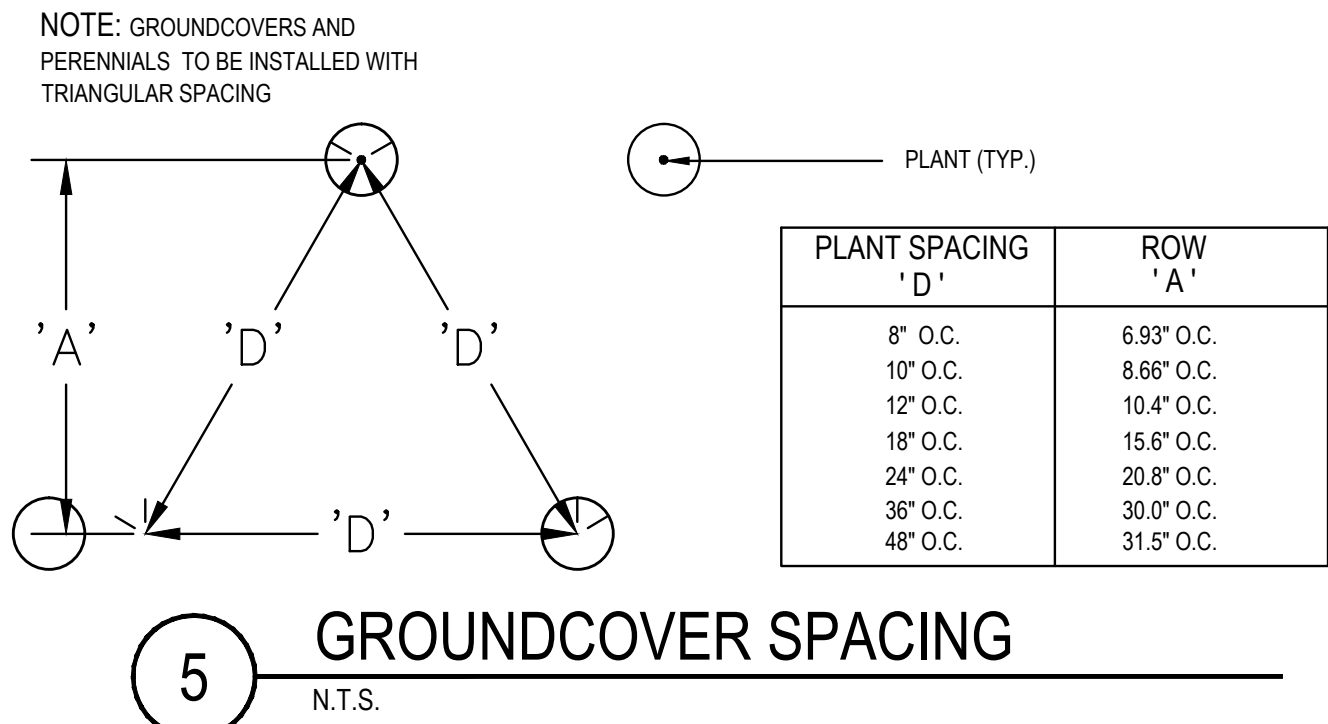 NOTE: GROUNDCOVERS AND
PERENNIALS TO BE INSTALLED WITH
TRIANGULAR SPACING
PLANT (TYP.)
'A'
'D'
'D'
'D'
PLANT SPACING ROW
'D' 'A'
8" O.C. 6.93" O.C.
10" O.C. 8.66" O.C.
12" O.C. 10.4" O.C.
18" O.C. 15.6" O.C.
24" O.C. 20.8" O.C.
36" O.C. 30.0" O.C.
48" O.C. 31.5" O.C.
5 GROUNDCOVER SPACING
N.T.S.